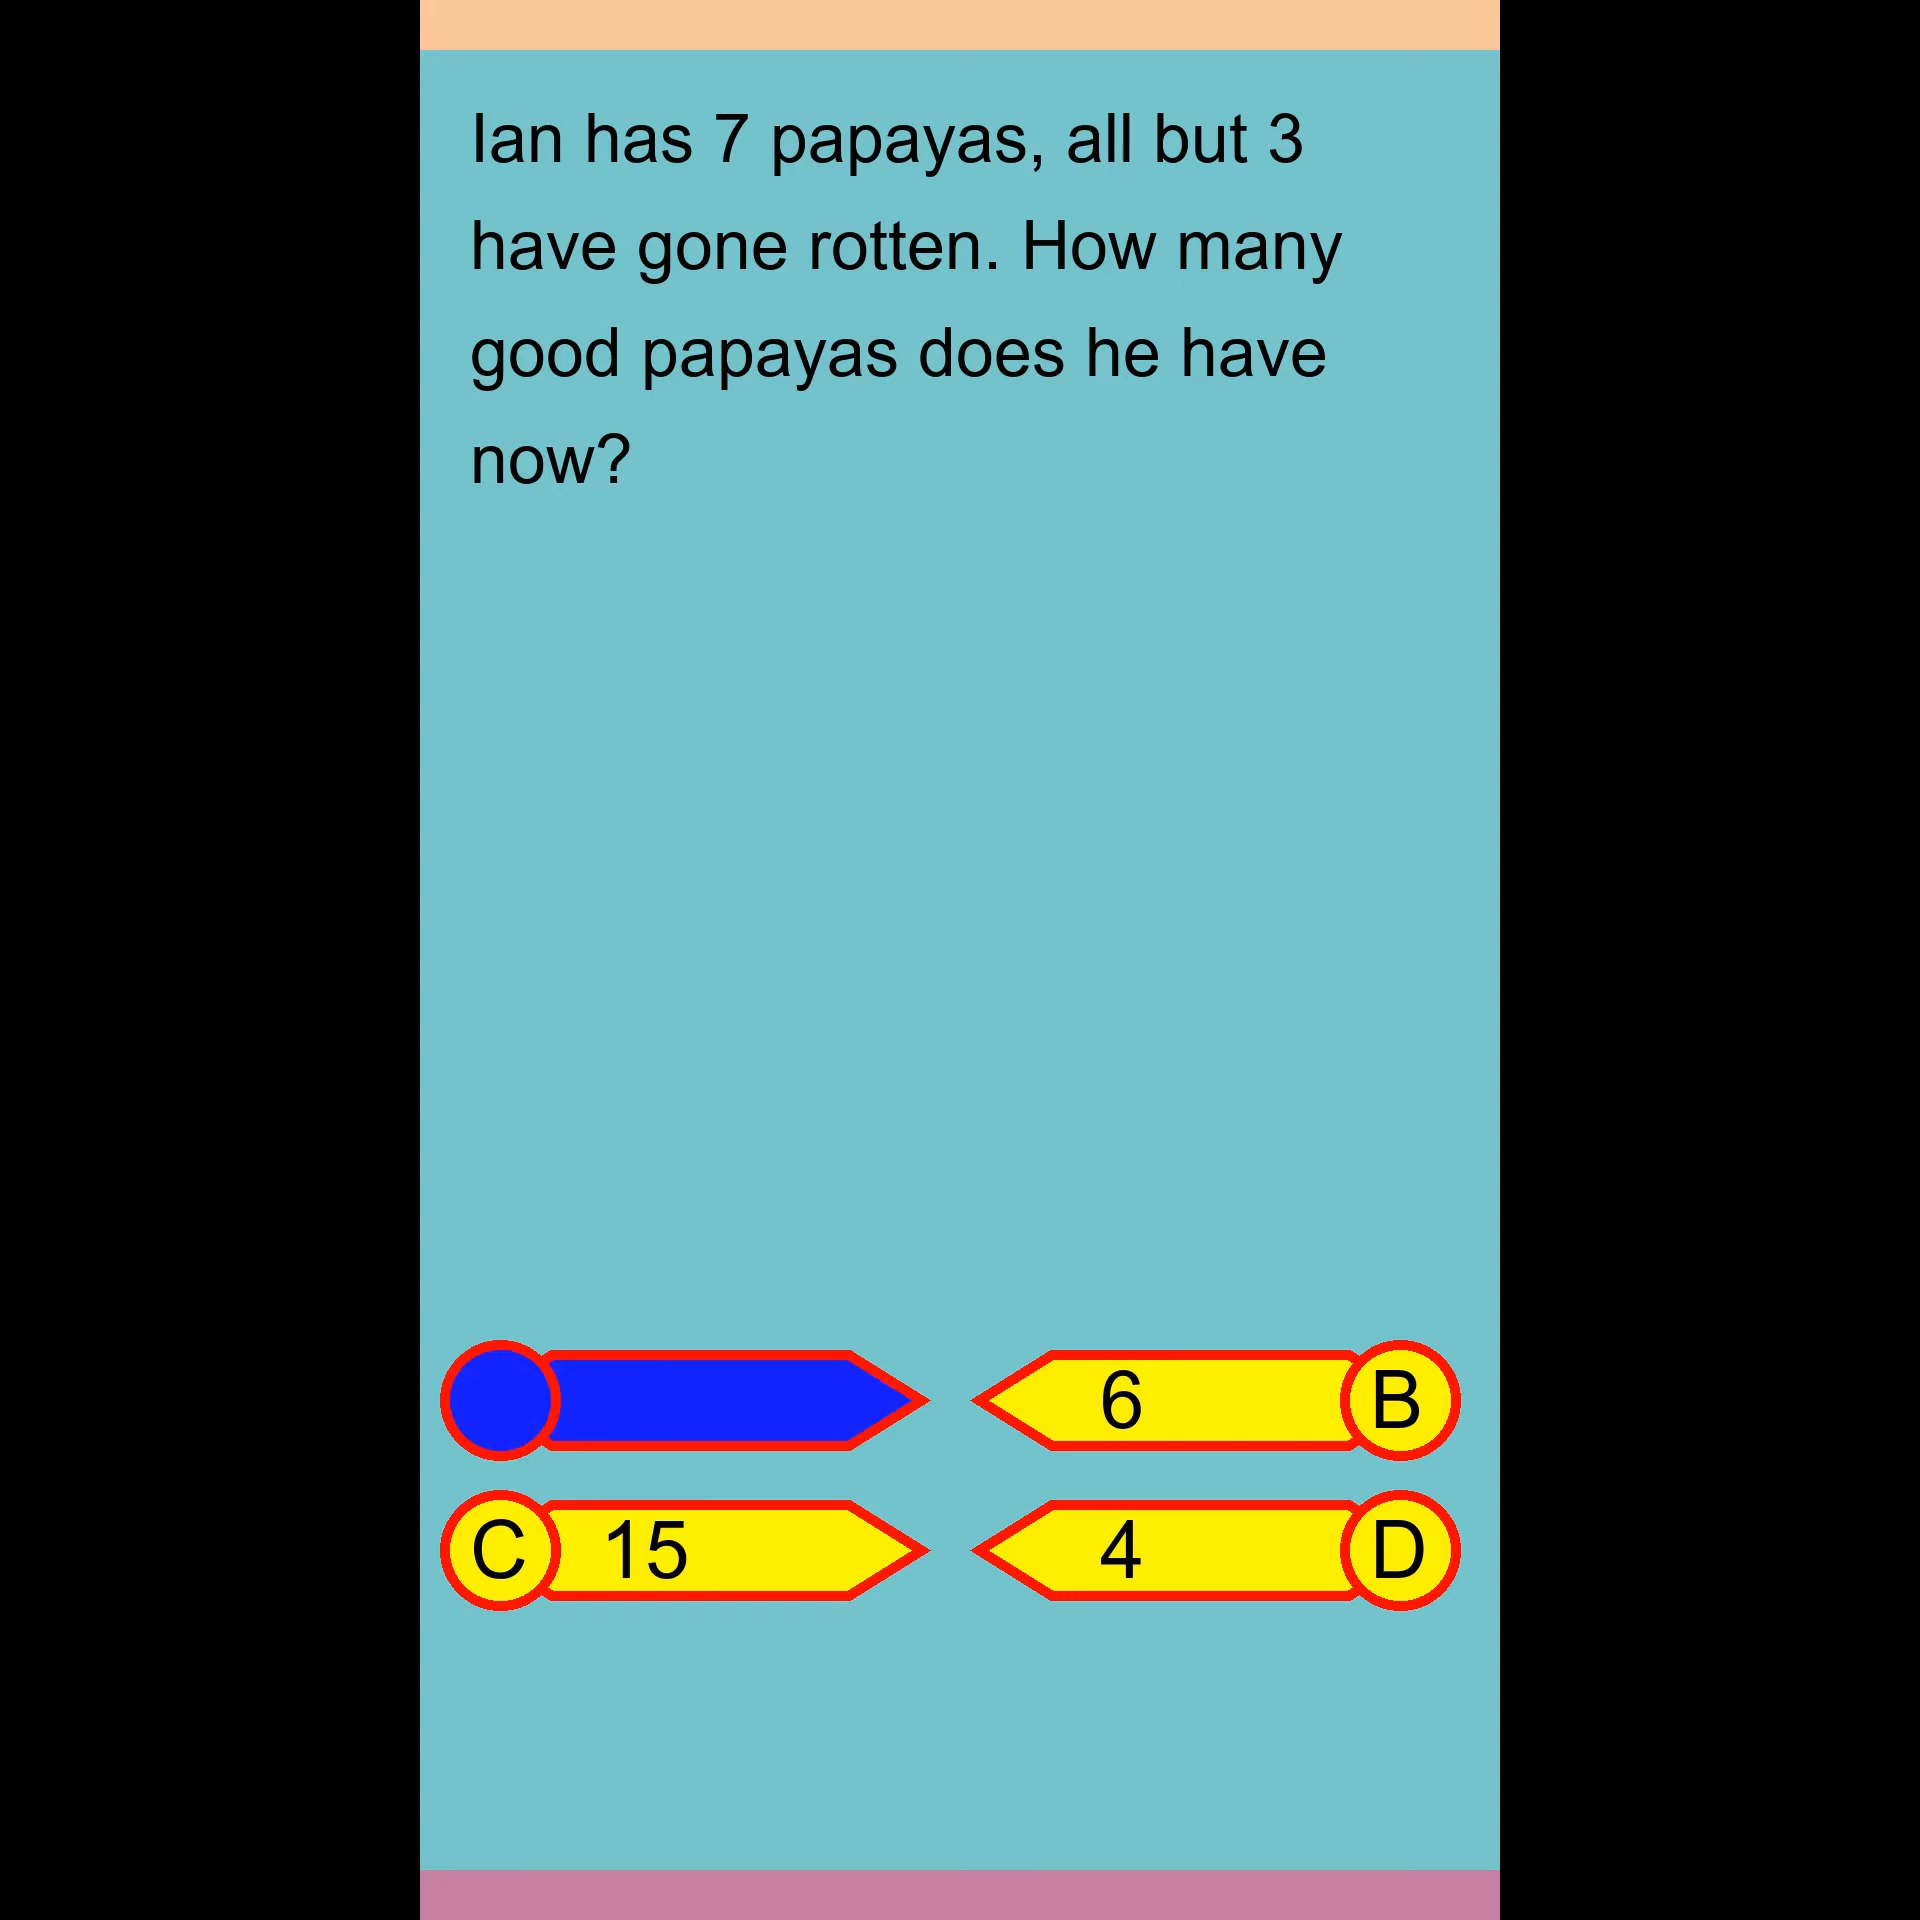 Ian has 7 papayas, all but 3
have gone rotten. How many
good papayas does he have
now?
6 B
C 15
4 D